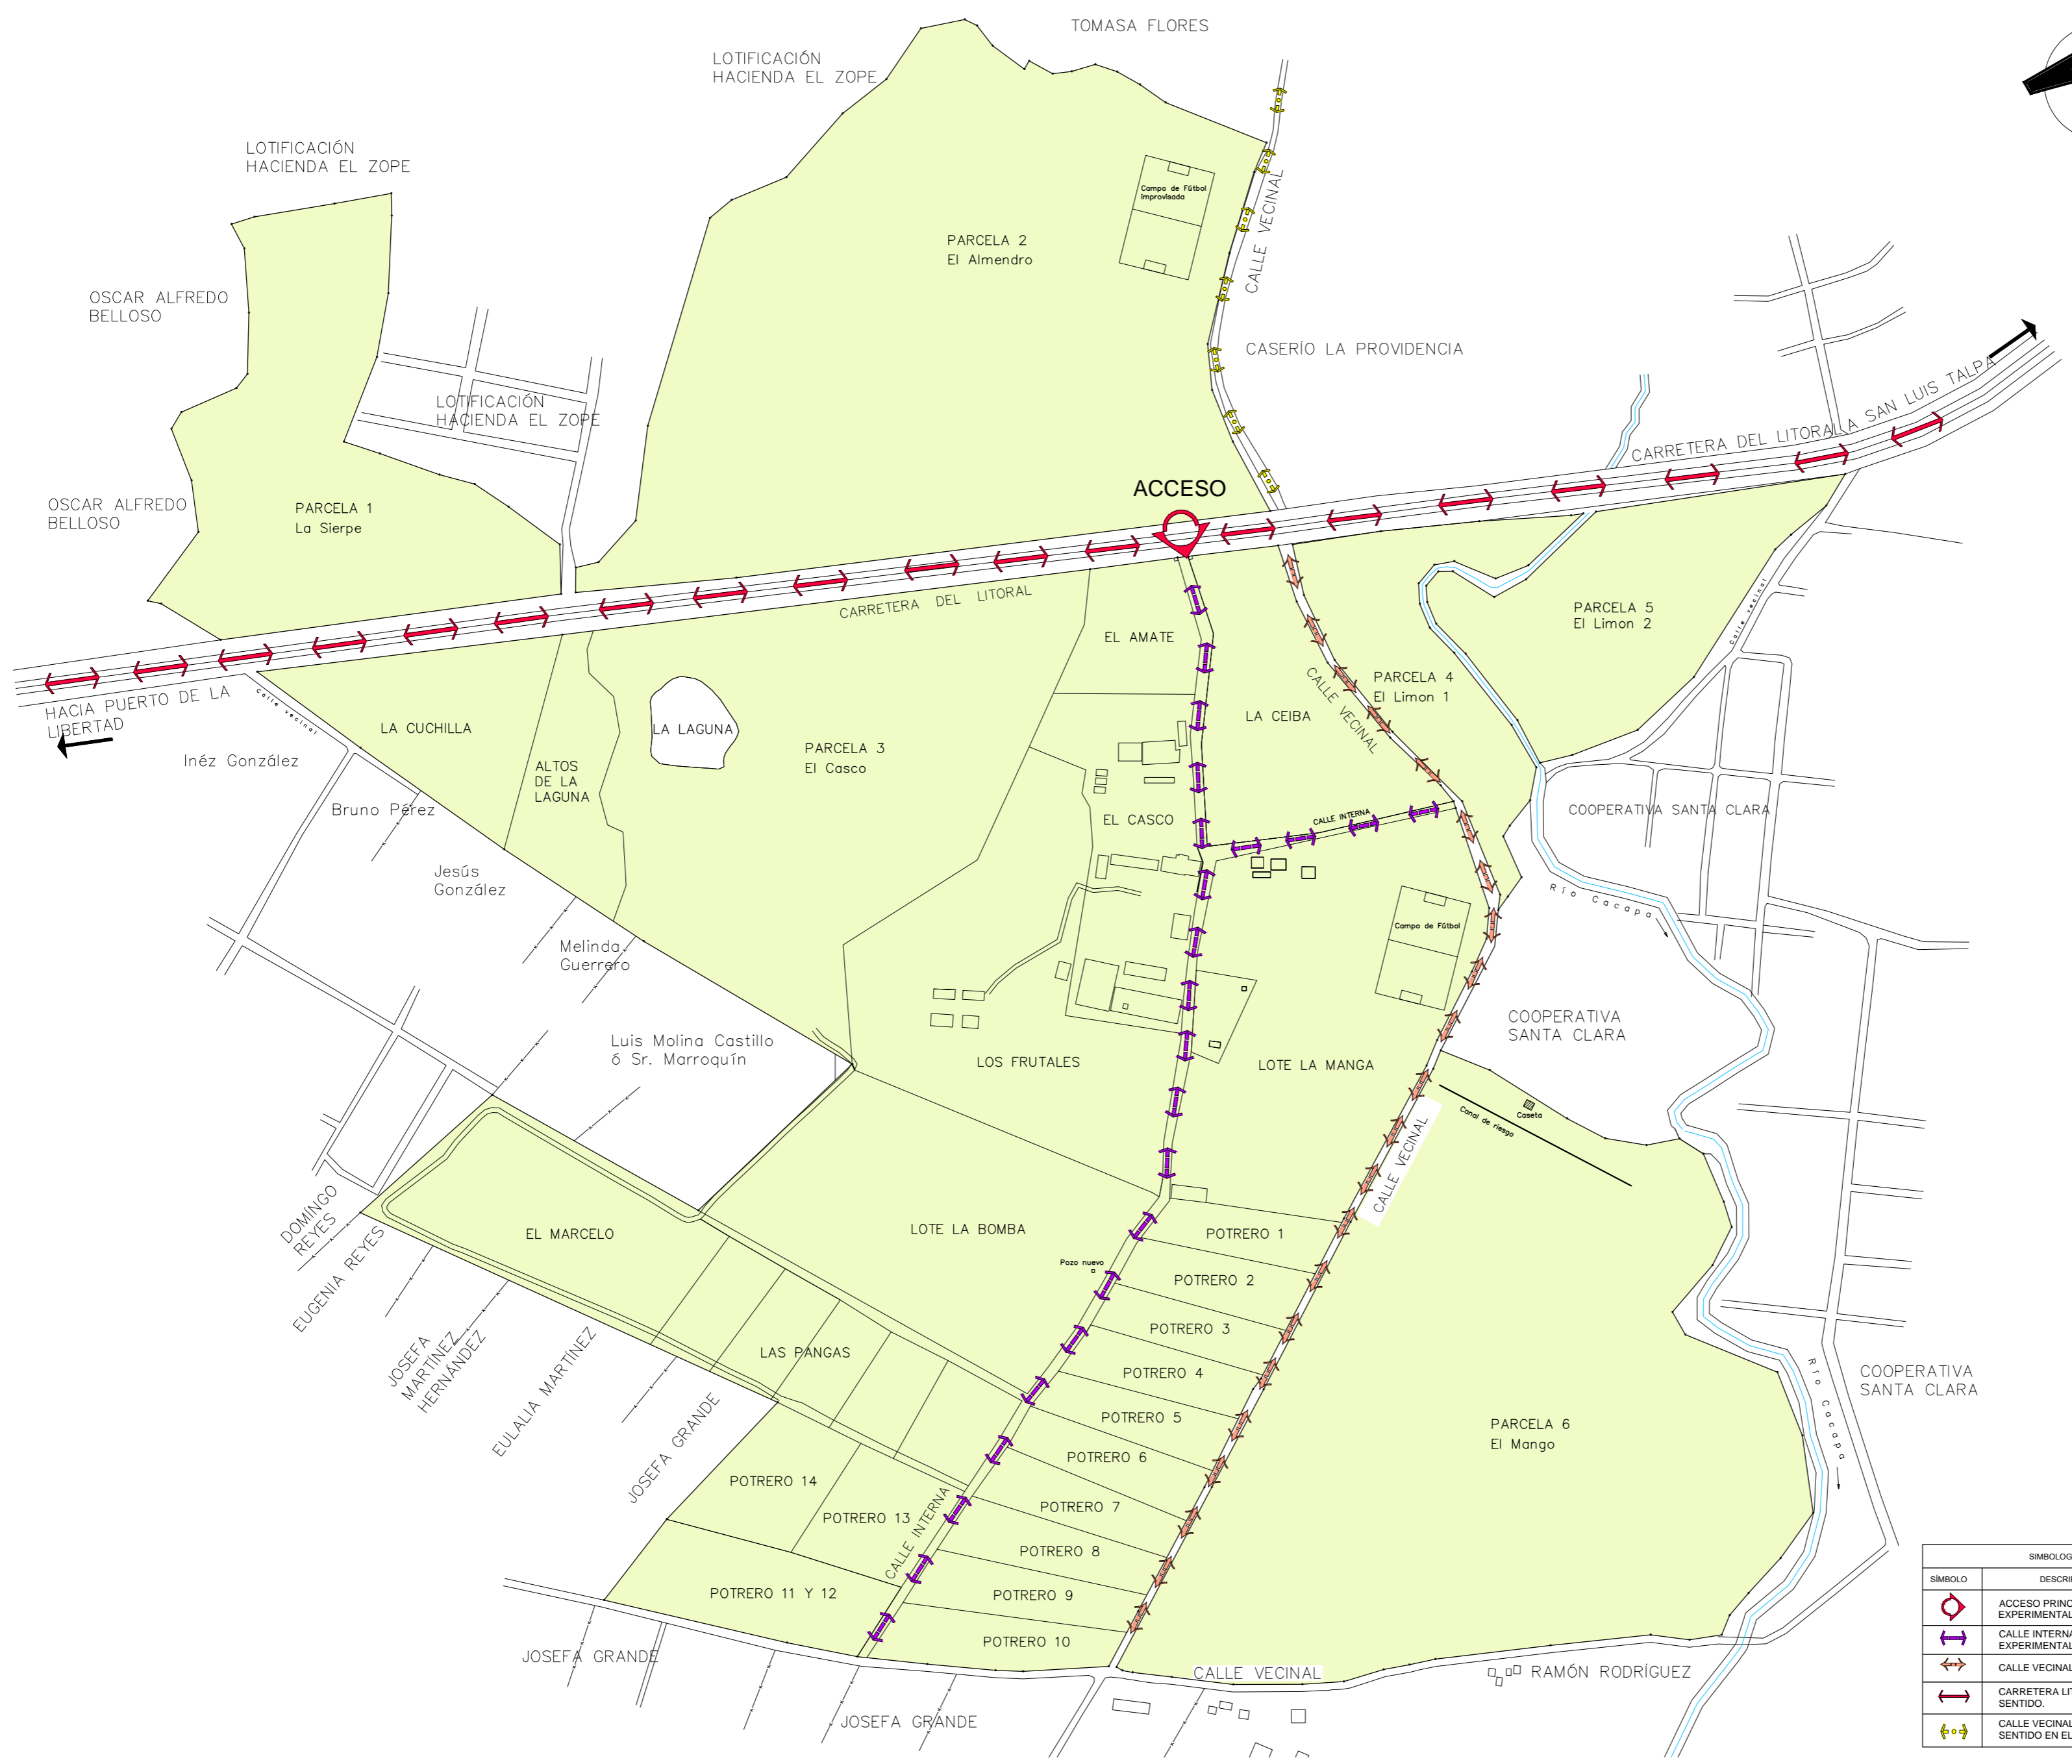 TOMASA FLORES
LOTIFICACIÓN
HACIENDA EL ZOPE
LOTIFICACIÓN
HACIENDA EL ZOPE
Campo de Fútbol
improvisada
CALLE VECINAL
PARCELA 2
El Almendro
OSCAR ALFREDO
BELLOSO
CASERÍO LA PROVIDENCIA
LOTIFICACIÓN
HACIENDA EL ZOPE
CARRETERA DEL LITORAL A SAN LUIS TALPA
ACCESO
OSCAR ALFREDO
BELLOSO
PARCELA 1
La Sierpe
CARRETERA DEL LITORAL
PARCELA 5
El Limon 2
Calle vecinal
EL AMATE
HACIA PUERTO DE LA
LIBERTAD
Calle vecinal
PARCELA 4
El Limon 1
CALLE VECINAL
LA CEIBA
LA CUCHILLA
LA LAGUNA
PARCELA 3
El Casco
Inéz González
ALTOS
DE LA
LAGUNA
Bruno Pérez
EL CASCO
CALLE INTERNA
COOPERATIVA SANTA CLARA
Jesús
González
Río Cacapa
Campo de Fútbol
Melinda
Guerrero
COOPERATIVA
SANTA CLARA
Luis Molina Castillo
ó Sr. Marroquín
LOS FRUTALES
LOTE LA MANGA
Canal de riesgo
Caseta
CALLE VECINAL
DOMÍNGO
REYES
EUGENIA REYES
EL MARCELO
LOTE LA BOMBA
Pozo nuevo
POTRERO 1
POTRERO 2
POTRERO 3
POTRERO 4
POTRERO 5
POTRERO 6
POTRERO 7
POTRERO 8
POTRERO 9
POTRERO 10
JOSEFA
MARTÍNEZ
HERNÁNDEZ
EULALIA MARTÍNEZ
LAS PANGAS
JOSEFA GRANDE
PARCELA 6
El Mango
Río Cacapa
COOPERATIVA
SANTA CLARA
POTRERO 14
POTRERO 13
CALLE INTERNA
POTRERO 11 Y 12
JOSEFA GRANDE
CALLE VECINAL
RAMÓN RODRÍGUEZ
JOSEFA GRANDE
SIMBOLOG
SÍMBOLO
DESCRI
ACCESO PRINC
EXPERIMENTAL
CALLE INTERNA
EXPERIMENTAL
CALLE VECINAL
CARRETERA LI
SENTIDO.
CALLE VECINAL
SENTIDO EN EL